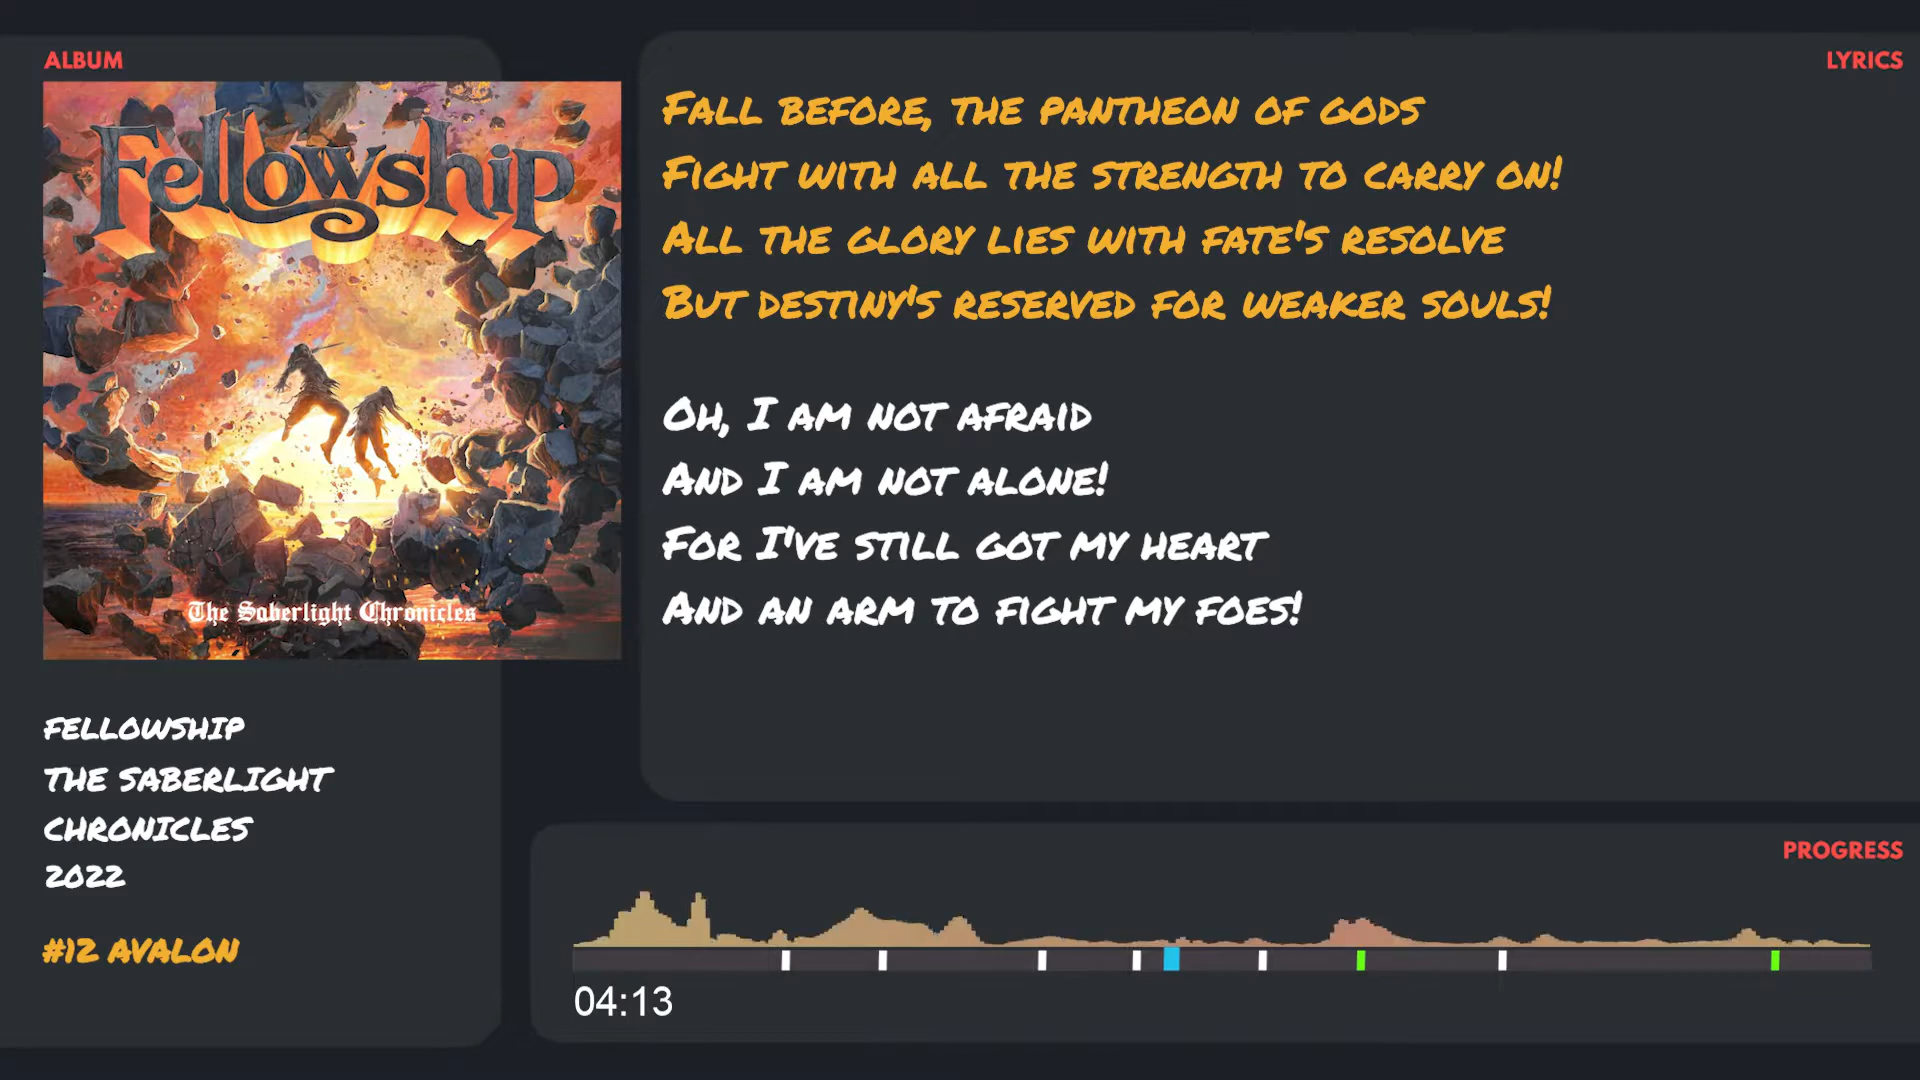 ALBUM
Fellowship
The Saberlight Chronicles
FELLOWSHIP
THE SABERLIGHT
CHRONICLES
2022
#12 AVALON
LYRICS
FALL BEFORE, THE PANTHEON OF GODS
FIGHT WITH ALL THE STRENGTH TO CARRY ON!
ALL THE GLORY LIES WITH FATE'S RESOLVE
BUT DESTINY'S RESERVED FOR WEAKER SOULS!
OH, I AM NOT AFRAID
AND I AM NOT ALONE!
FOR I'VE STILL GOT MY HEART
AND AN ARM TO FIGHT MY FOES!
PROGRESS
04:13